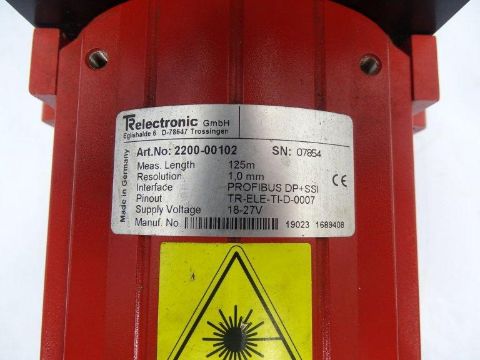 TRelectronic GmbH
Eglishalde 6 D-78647 Trossingen
Made in Germany
Art.No: 2200-00102 SN: 07854
Meas. Length 125m
Resolution 1,0 mm
Interface PROFIBUS DP+SSI
Pinout TR-ELE-TI-D-0007
Supply Voltage 18-27V
Manuf. No 19023 1689408
CE